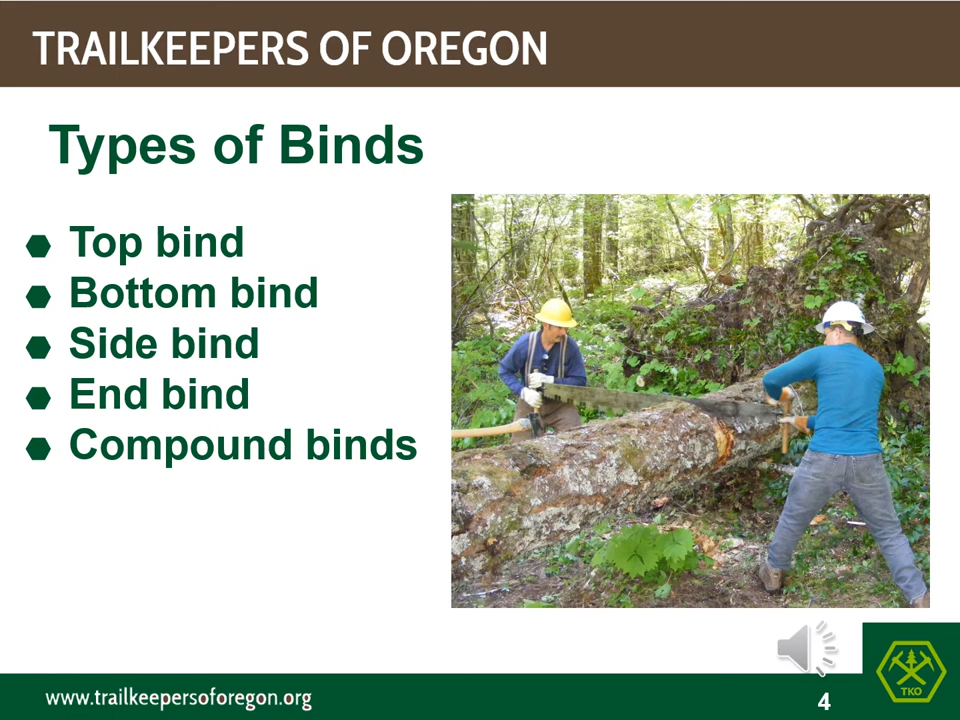 TRAILKEEPERS OF OREGON
Types of Binds
Top bind
Bottom bind
Side bind
End bind
Compound binds
www.trailkeepersoforegon.org
4
TKO